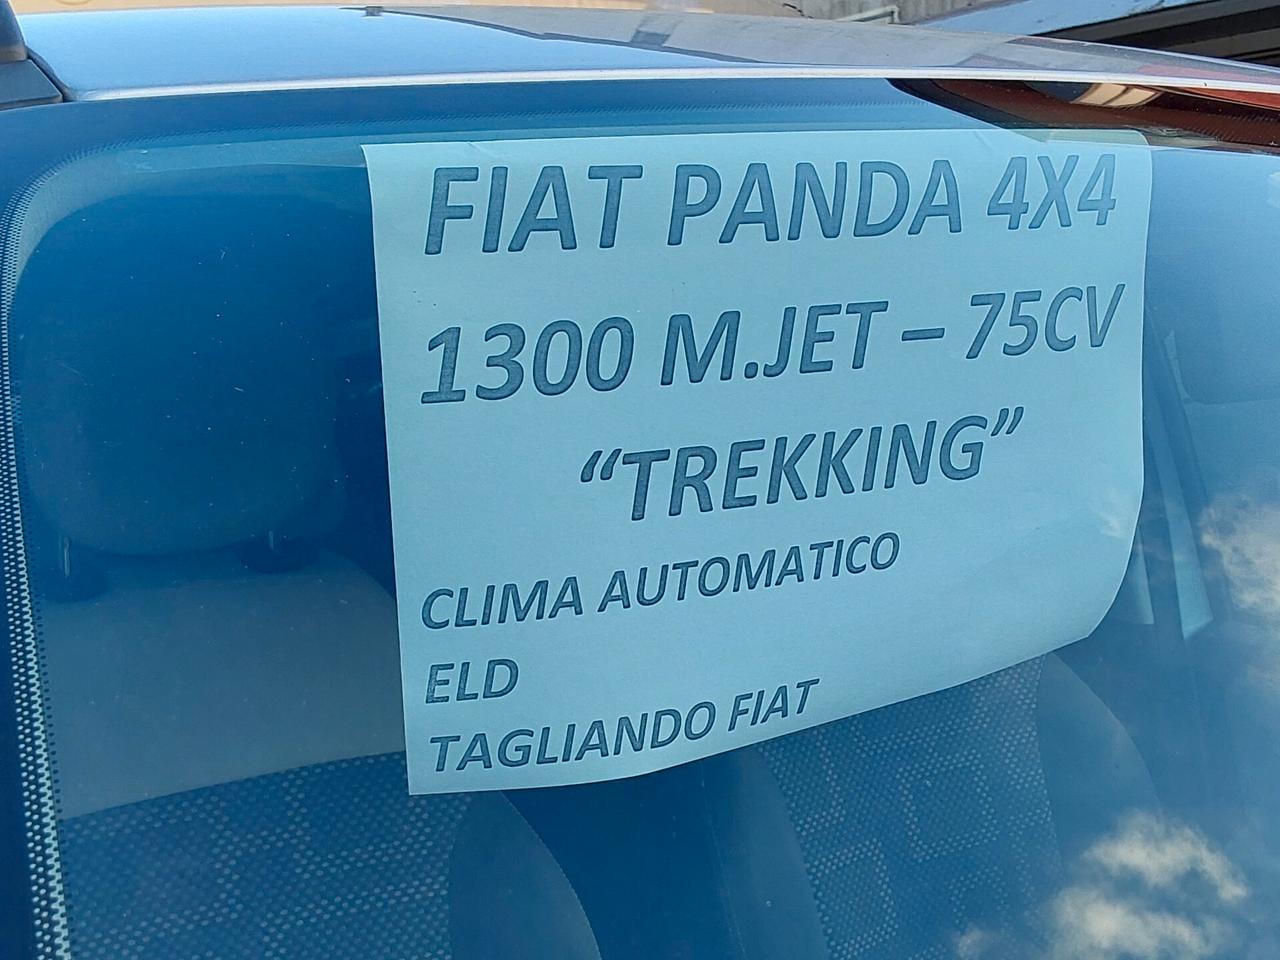 FIAT PANDA 4X4
1300 M.JET – 75CV
“TREKKING”
CLIMA AUTOMATICO
ELD
TAGLIANDO FIAT